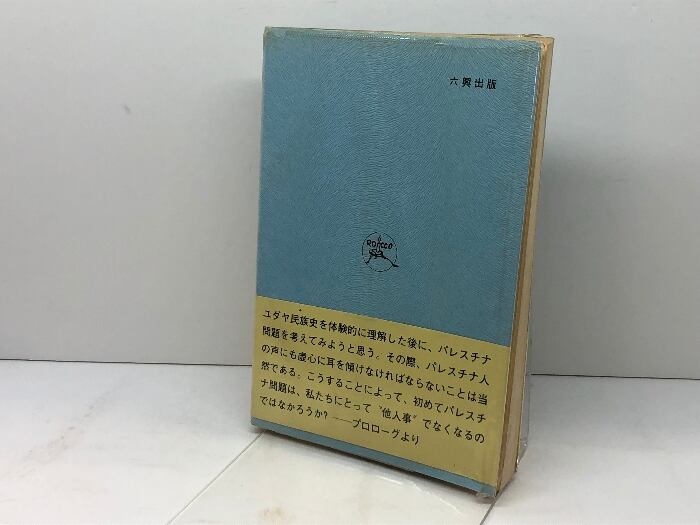 六興出版
ROKKO
ユダヤ民族史を体験的に理解した後に、パレスチナ
問題を考えてみようと思う。その際、パレスチナ人
の声にも虚心に耳を傾けなければならないことは当
然である。こうすることによって、初めてパレスチ
ナ問題は、私たちにとって〝他人事〟でなくなるの
ではなかろうか？――プロローグより